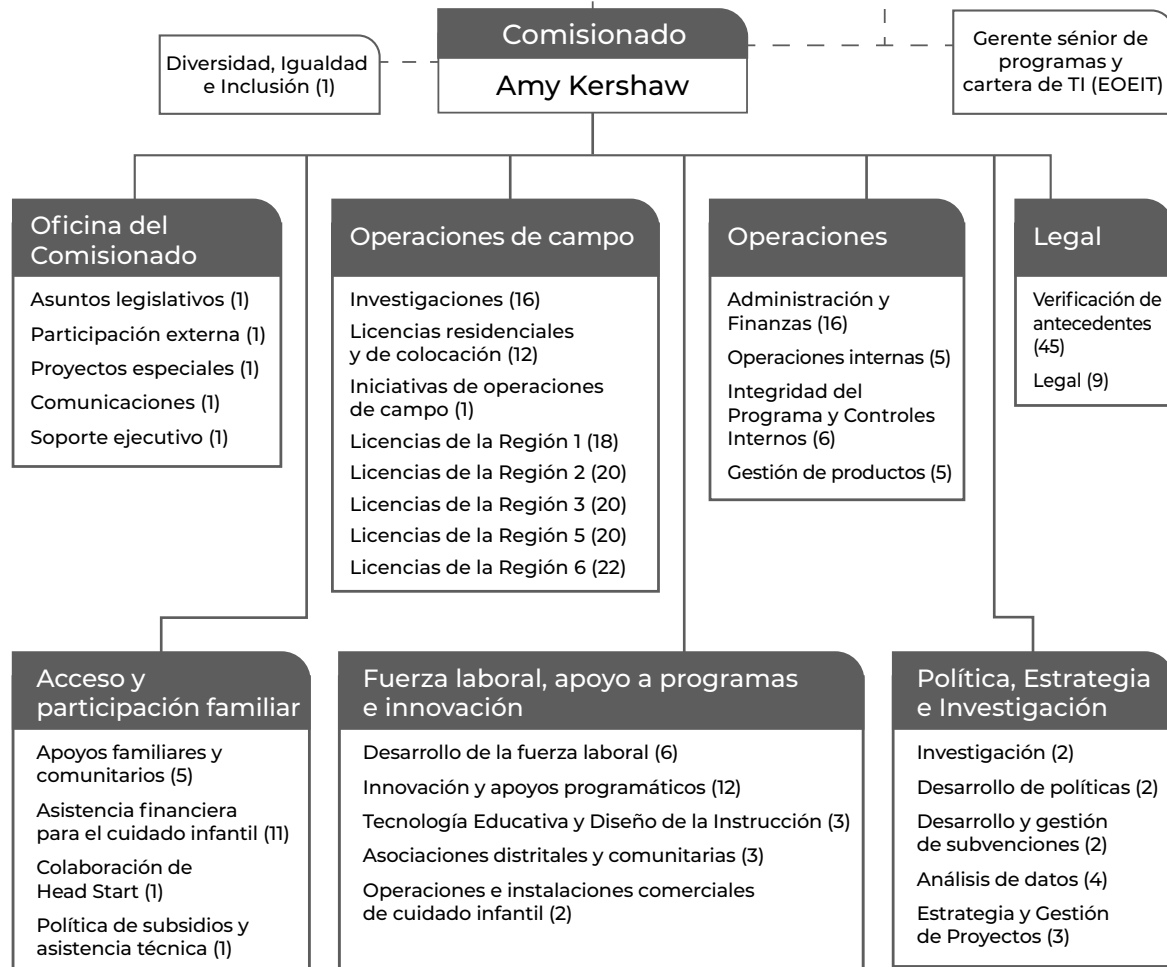 Comisionado
Amy Kershaw
Diversidad, Igualdad
e Inclusión (1)
Gerente sénior de
programas y
cartera de TI (EOEIT)
Oficina del
Comisionado
Asuntos legislativos (1)
Participación externa (1)
Proyectos especiales (1)
Comunicaciones (1)
Soporte ejecutivo (1)
Operaciones de campo
Investigaciones (16)
Licencias residenciales
y de colocación (12)
Iniciativas de operaciones
de campo (1)
Licencias de la Región 1 (18)
Licencias de la Región 2 (20)
Licencias de la Región 3 (20)
Licencias de la Región 5 (20)
Licencias de la Región 6 (22)
Operaciones
Administración y
Finanzas (16)
Operaciones internas (5)
Integridad del
Programa y Controles
Internos (6)
Gestión de productos (5)
Legal
Verificación de
antecedentes
(45)
Legal (9)
Acceso y
participación familiar
Apoyos familiares y
comunitarios (5)
Asistencia financiera
para el cuidado infantil (11)
Colaboración de
Head Start (1)
Política de subsidios y
asistencia técnica (1)
Fuerza laboral, apoyo a programas
e innovación
Desarrollo de la fuerza laboral (6)
Innovación y apoyos programáticos (12)
Tecnología Educativa y Diseño de la Instrucción (3)
Asociaciones distritales y comunitarias (3)
Operaciones e instalaciones comerciales
de cuidado infantil (2)
Política, Estrategia
e Investigación
Investigación (2)
Desarrollo de políticas (2)
Desarrollo y gestión
de subvenciones (2)
Análisis de datos (4)
Estrategia y Gestión
de Proyectos (3)